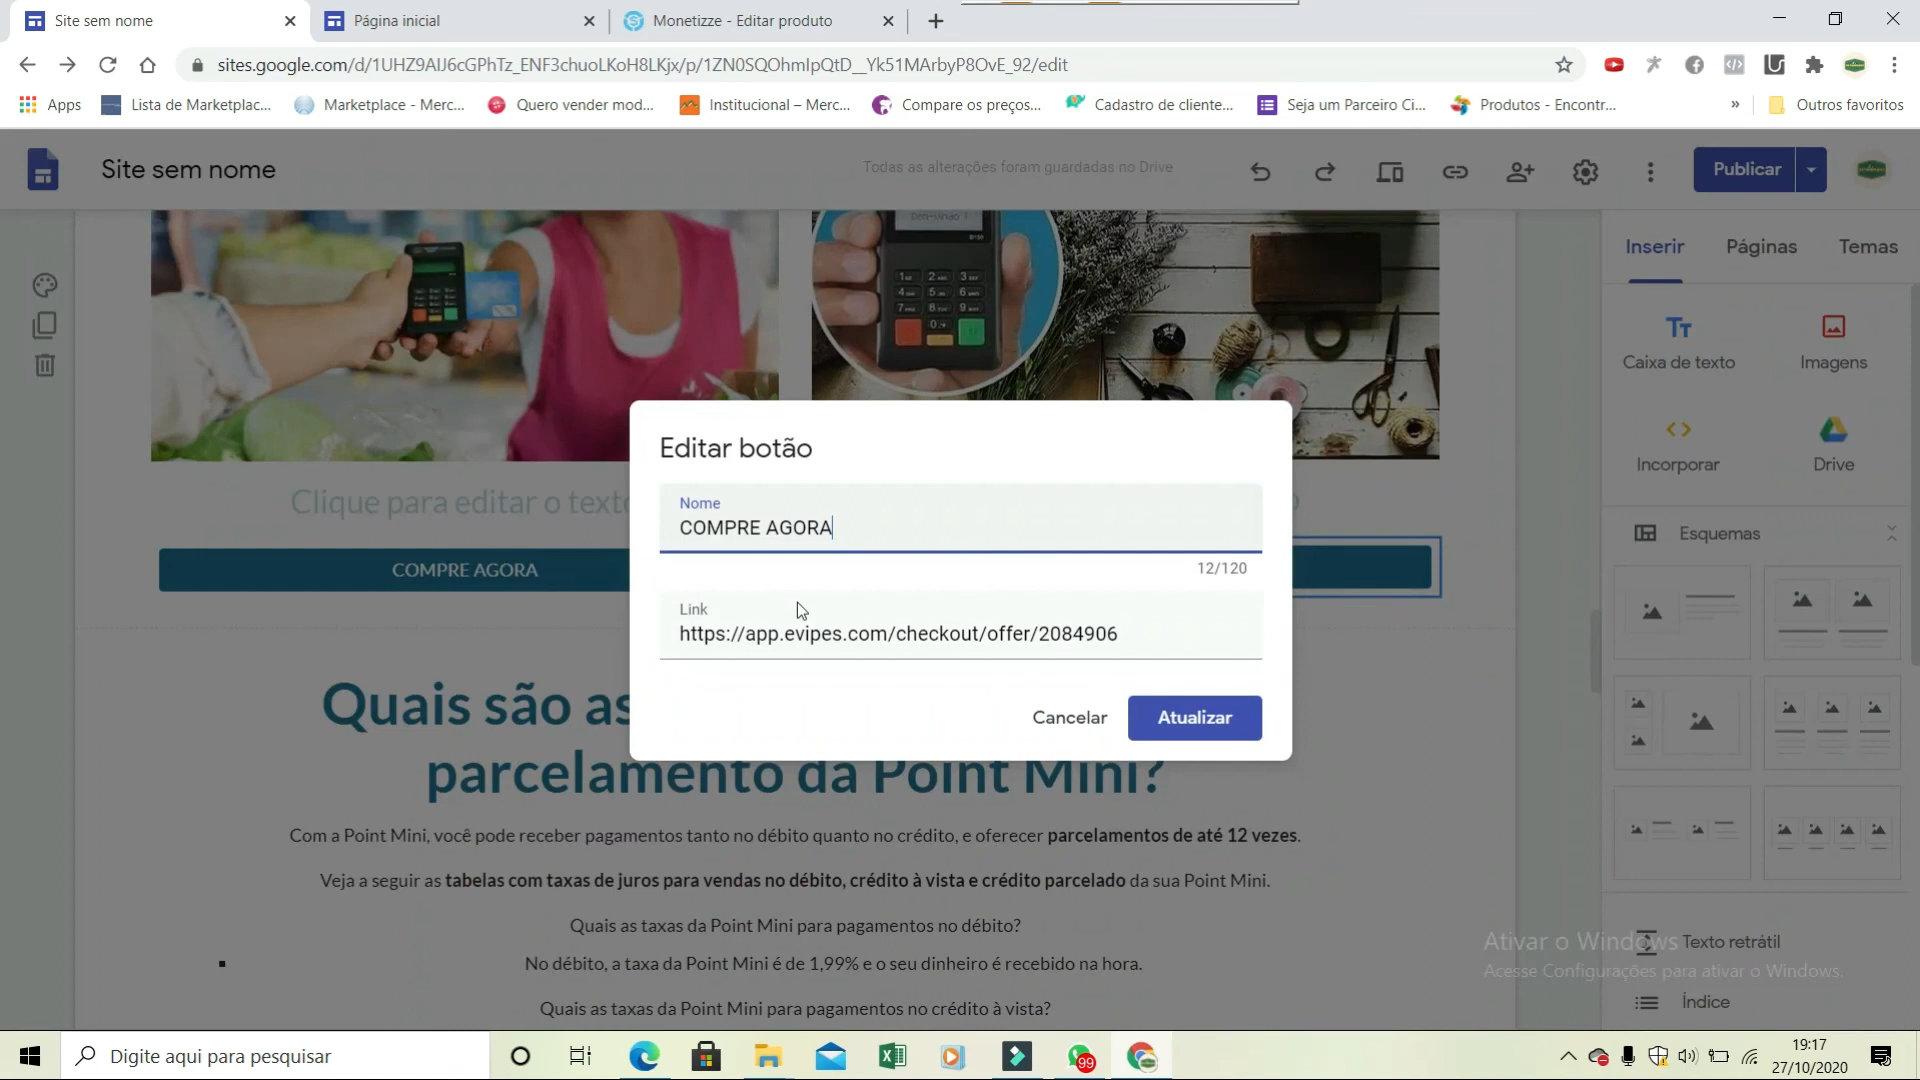 Site sem nome
Página inicial
Monetizze - Editar produto
sites.google.com/d/1UHZ9AIJ6cGPhTz_ENF3chuoLKoH8LKjx/p/1ZN0SQOhmIpQtD__Yk51MArbyP8OvE_92/edit
Apps
Lista de Marketplac...
Marketplace - Merc...
Quero vender mod...
Institucional – Merc...
Compare os preços...
Cadastro de cliente...
Seja um Parceiro Ci...
Produtos - Encontr...
»
Outros favoritos
Site sem nome
Todas as alterações foram guardadas no Drive
Publicar
Inserir
Páginas
Temas
Tт
Caixa de texto
Imagens
Incorporar
Drive
Esquemas
Editar botão
Nome
COMPRE AGORA
12/120
Link
https://app.evipes.com/checkout/offer/2084906
Cancelar
Atualizar
Clique para editar o texto
COMPRE AGORA
Quais são as
parcelamento da Point Mini?
Com a Point Mini, você pode receber pagamentos tanto no débito quanto no crédito, e oferecer parcelamentos de até 12 vezes.
Veja a seguir as tabelas com taxas de juros para vendas no débito, crédito à vista e crédito parcelado da sua Point Mini.
Quais as taxas da Point Mini para pagamentos no débito?
No débito, a taxa da Point Mini é de 1,99% e o seu dinheiro é recebido na hora.
Quais as taxas da Point Mini para pagamentos no crédito à vista?
Ativar o Windows
Acesse Configurações para ativar o Windows.
Texto retrátil
Índice
Digite aqui para pesquisar
99
19:17
27/10/2020